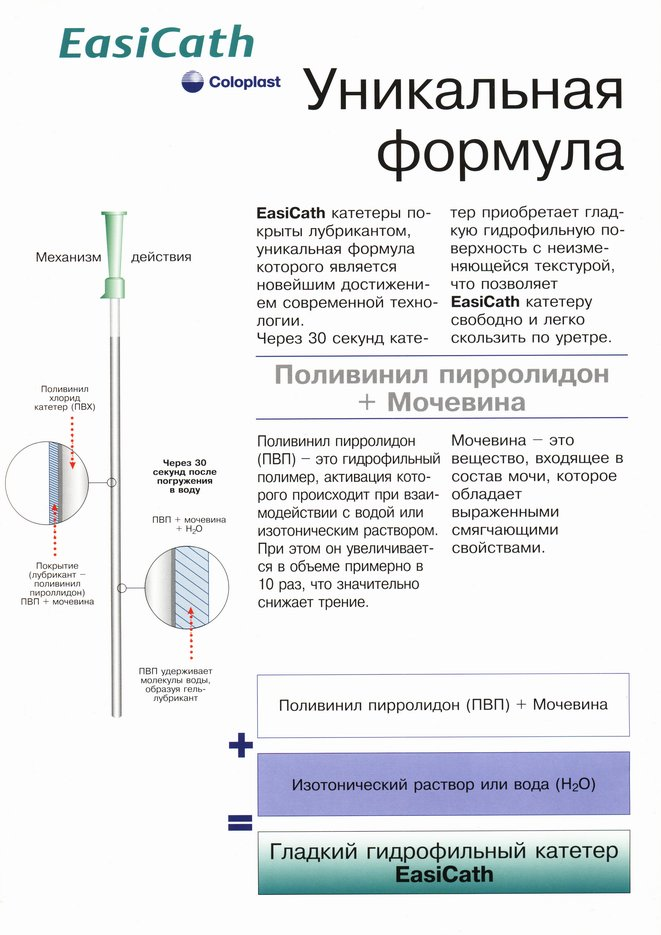 EasiCath
Coloplast
Уникальная
формула
EasiCath катетеры по-
крыты лубрикантом,
уникальная формула
которого является
новейшим достижени-
ем современной техно-
логии.
Через 30 секунд кате-
тер приобретает глад-
кую гидрофильную по-
верхность с неизме-
няющейся текстурой,
что позволяет
EasiCath катетеру
свободно и легко
скользить по уретре.
Механизм действия
Поливинил
хлорид
катетер (ПВХ)
Через 30
секунд после
погружения
в воду
ПВП + мочевина
+ H₂O
Покрытие
(лубрикант –
поливинил
пироллидон)
ПВП + мочевина
ПВП удерживает
молекулы воды,
образуя гель-
лубрикант
Поливинил пирролидон
+ Мочевина
Поливинил пирролидон
(ПВП) – это гидрофильный
полимер, активация кото-
рого происходит при взаи-
модействии с водой или
изотоническим раствором.
При этом он увеличивает-
ся в объеме примерно в
10 раз, что значительно
снижает трение.
Мочевина – это
вещество, входящее в
состав мочи, которое
обладает
выраженными
смягчающими
свойствами.
Поливинил пирролидон (ПВП) + Мочевина
+
Изотонический раствор или вода (H₂O)
=
Гладкий гидрофильный катетер
EasiCath